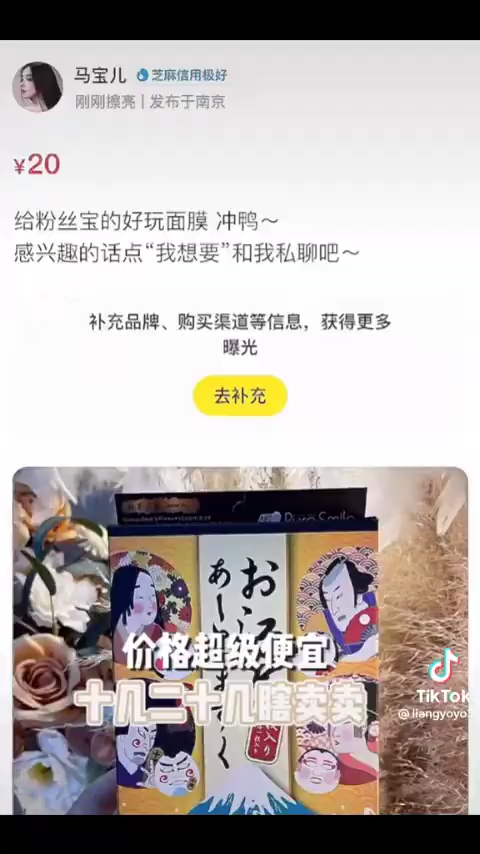 马宝儿 芝麻信用极好
刚刚擦亮 | 发布于南京
¥20
给粉丝宝的好玩面膜 冲鸭～
感兴趣的话点“我想要”和我私聊吧～
补充品牌、购买渠道等信息，获得更多
曝光
去补充
Pure Smile
价格超级便宜
十几二十几瞎卖卖
TikTok